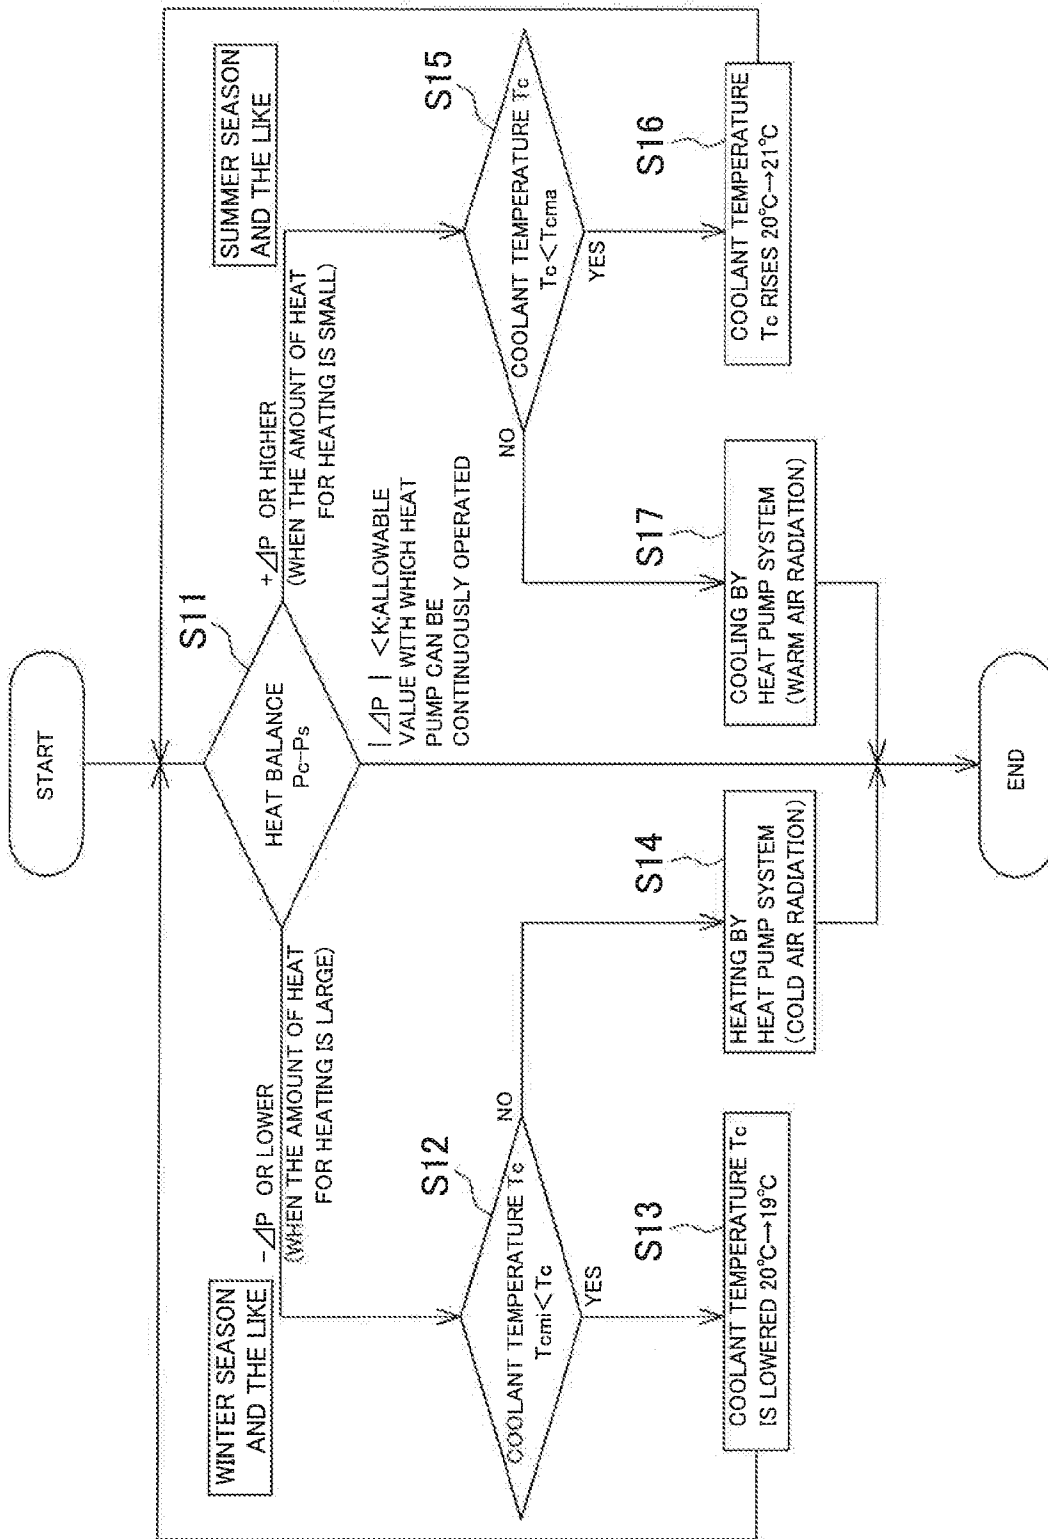 START
HEAT BALANCE
Pc-Ps
S11
−ΔP OR LOWER
(WHEN THE AMOUNT OF HEAT
FOR HEATING IS LARGE)
WINTER SEASON
AND THE LIKE
+ΔP OR HIGHER
(WHEN THE AMOUNT OF HEAT
FOR HEATING IS SMALL)
SUMMER SEASON
AND THE LIKE
|ΔP| <K:ALLOWABLE
VALUE WITH WHICH HEAT
PUMP CAN BE
CONTINUOUSLY OPERATED
S12
COOLANT TEMPERATURE Tc
Tcmi<Tc
NO
YES
S13
COOLANT TEMPERATURE Tc
IS LOWERED 20℃→19℃
S14
HEATING BY
HEAT PUMP SYSTEM
(COLD AIR RADIATION)
S15
COOLANT TEMPERATURE Tc
Tc<Tcma
NO
YES
S16
COOLANT TEMPERATURE
Tc RISES 20℃→21℃
S17
COOLING BY
HEAT PUMP SYSTEM
(WARM AIR RADIATION)
END